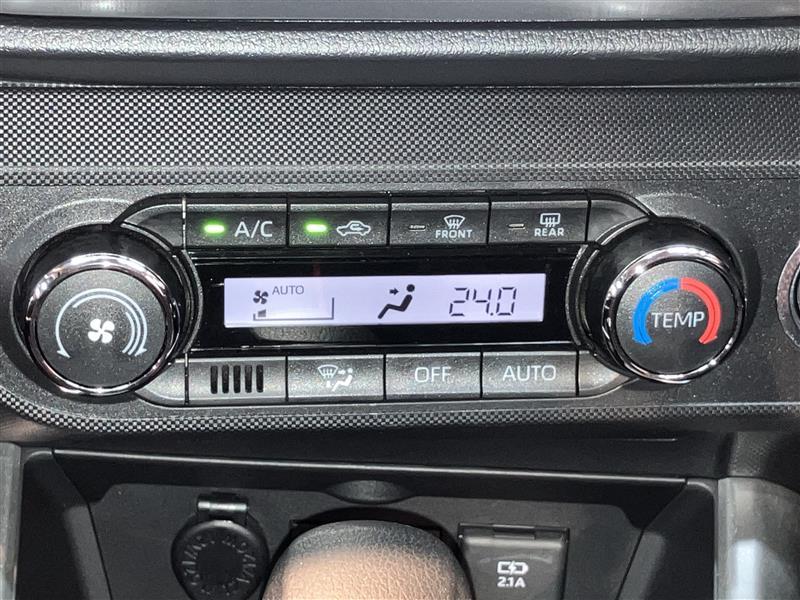 A/C
FRONT
REAR
AUTO
24.0
TEMP
OFF
AUTO
2.1A